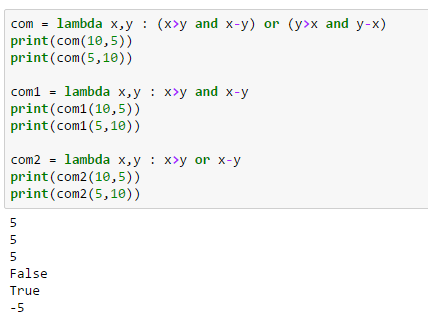 com = lambda x,y : (x>y and x-y) or (y>x and y-x)
print(com(10,5))
print(com(5,10))
com1 = lambda x,y : x>y and x-y
print(com1(10,5))
print(com1(5,10))
com2 = lambda x,y : x>y or x-y
print(com2(10,5))
print(com2(5,10))
5
5
5
False
True
-5